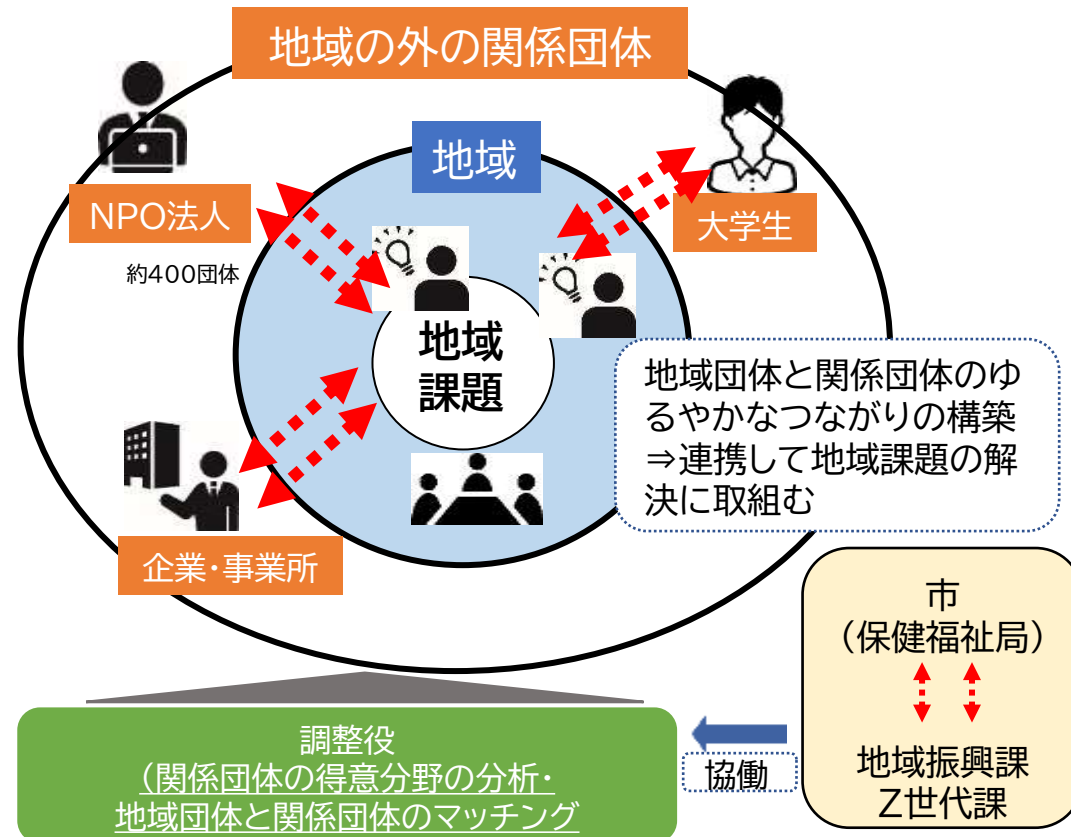 地域の外の関係団体
地域
NPO法人
約400団体
大学生
地域
課題
地域団体と関係団体のゆ
るやかなつながりの構築
⇒連携して地域課題の解
決に取組む
企業・事業所
市
(保健福祉局)
地域振興課
Z世代課
協働
調整役
(関係団体の得意分野の分析・
地域団体と関係団体のマッチング